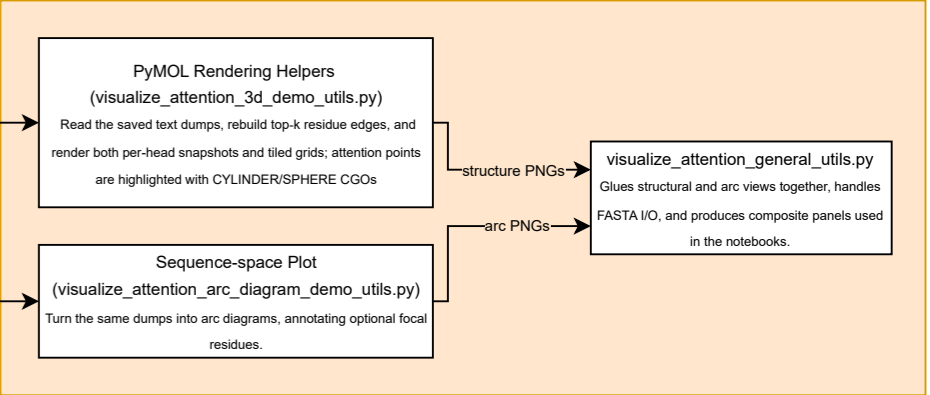 PyMOL Rendering Helpers
(visualize_attention_3d_demo_utils.py)
Read the saved text dumps, rebuild top-k residue edges, and
render both per-head snapshots and tiled grids; attention points
are highlighted with CYLINDER/SPHERE CGOs
structure PNGs
visualize_attention_general_utils.py
Glues structural and arc views together, handles
FASTA I/O, and produces composite panels used
in the notebooks.
arc PNGs
Sequence-space Plot
(visualize_attention_arc_diagram_demo_utils.py)
Turn the same dumps into arc diagrams, annotating optional focal
residues.